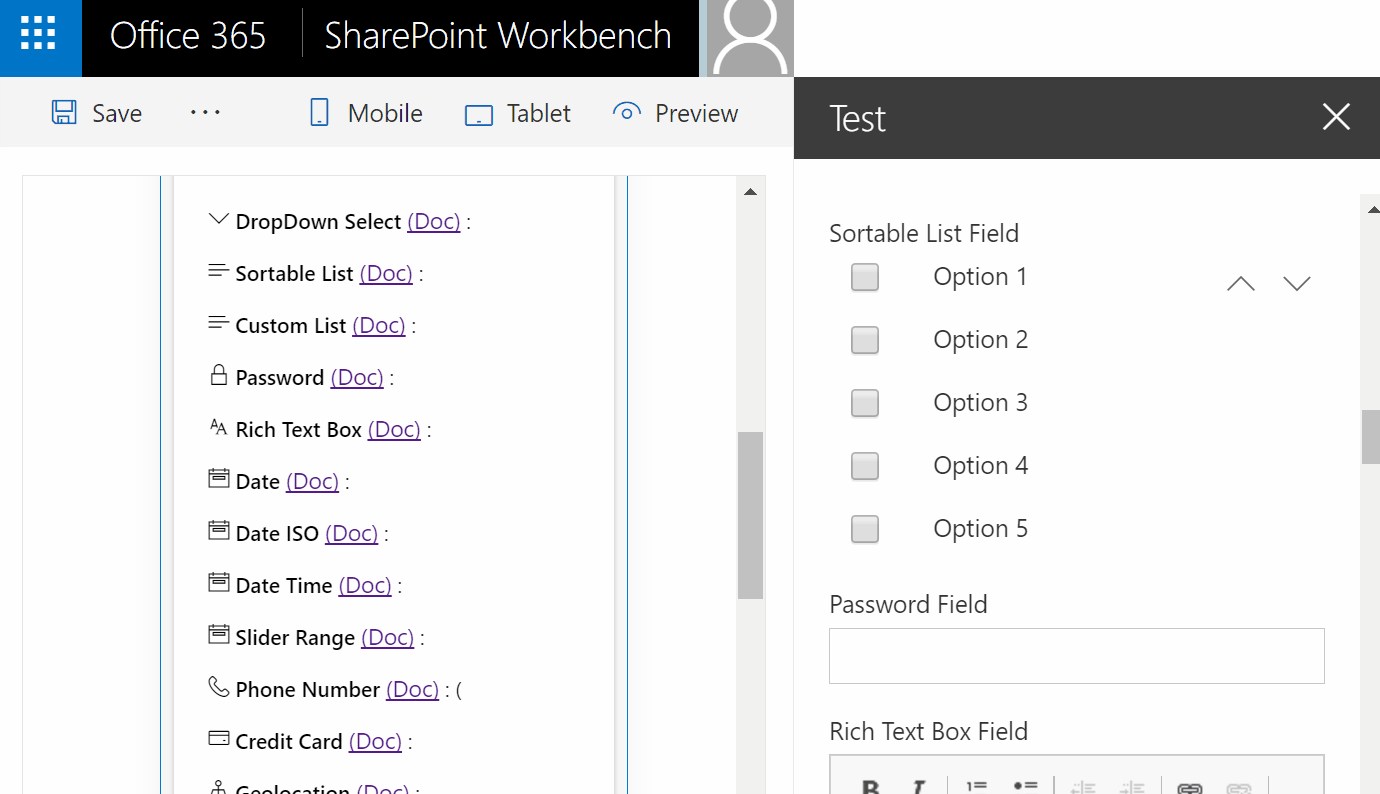 Office 365 SharePoint Workbench
Save ... Mobile Tablet Preview
DropDown Select (Doc) :
Sortable List (Doc) :
Custom List (Doc) :
Password (Doc) :
Rich Text Box (Doc) :
Date (Doc) :
Date ISO (Doc) :
Date Time (Doc) :
Slider Range (Doc) :
Phone Number (Doc) : (
Credit Card (Doc) :
Geolocation (Doc) :
Test
Sortable List Field
Option 1
Option 2
Option 3
Option 4
Option 5
Password Field
Rich Text Box Field
B I